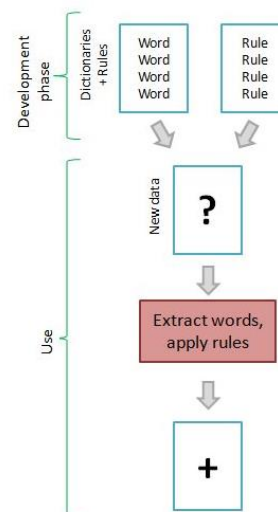 Development
phase
Dictionaries
+ Rules
Word
Word
Word
Word
Rule
Rule
Rule
Rule
Use
New data
?
Extract words,
apply rules
+